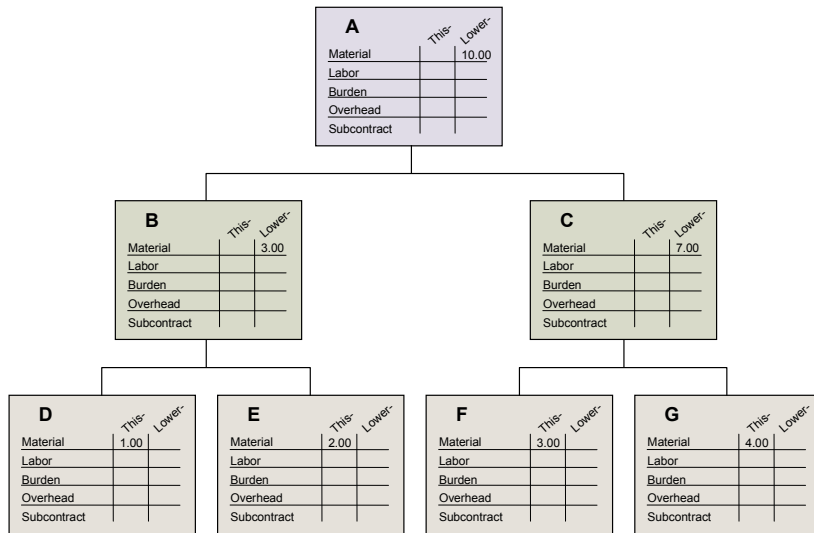 A This- Lower-
Material 10.00
Labor
Burden
Overhead
Subcontract
B This- Lower-
Material 3.00
Labor
Burden
Overhead
Subcontract
C This- Lower-
Material 7.00
Labor
Burden
Overhead
Subcontract
D This- Lower-
Material 1.00
Labor
Burden
Overhead
Subcontract
E This- Lower-
Material 2.00
Labor
Burden
Overhead
Subcontract
F This- Lower-
Material 3.00
Labor
Burden
Overhead
Subcontract
G This- Lower-
Material 4.00
Labor
Burden
Overhead
Subcontract